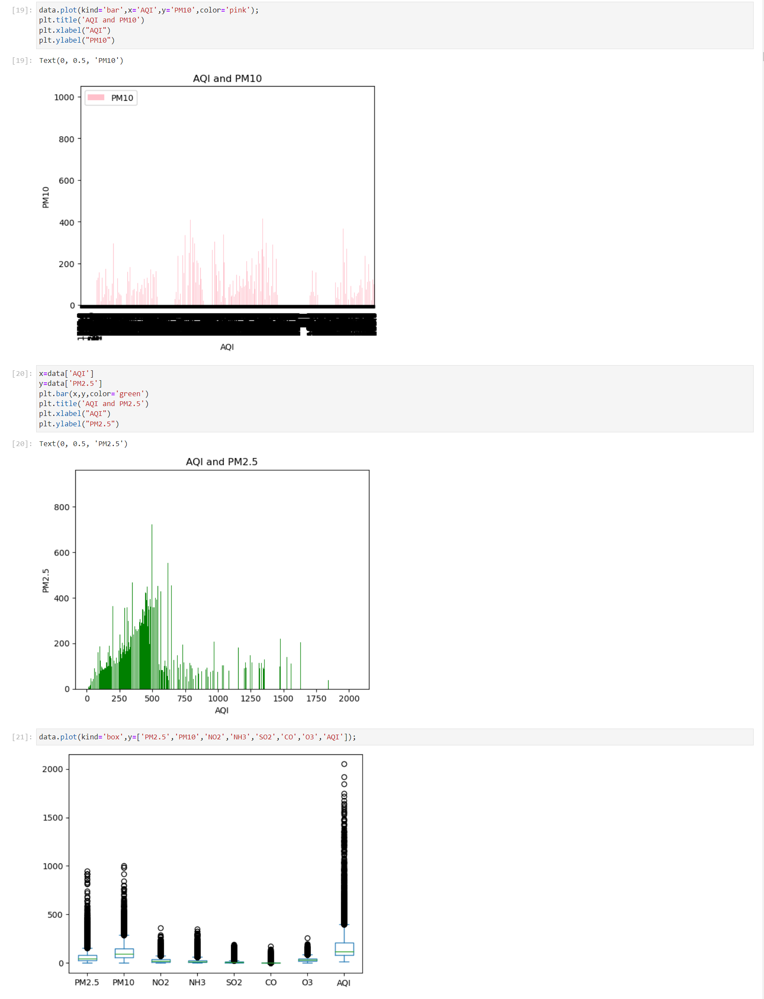 [19]: data.plot(kind='bar',x='AQI',y='PM10',color='pink');
plt.title('AQI and PM10')
plt.xlabel("AQI")
plt.ylabel("PM10")
[19]: Text(0, 0.5, 'PM10')
AQI and PM10
PM10
1000
800
600
400
200
0
PM10
AQI
[20]: x=data['AQI']
y=data['PM2.5']
plt.bar(x,y,color='green')
plt.title('AQI and PM2.5')
plt.xlabel("AQI")
plt.ylabel("PM2.5")
[20]: Text(0, 0.5, 'PM2.5')
AQI and PM2.5
800
600
400
200
0
PM2.5
0 250 500 750 1000 1250 1500 1750 2000
AQI
[21]: data.plot(kind='box',y=['PM2.5','PM10','NO2','NH3','SO2','CO','O3','AQI']);
2000
1500
1000
500
0
PM2.5 PM10 NO2 NH3 SO2 CO O3 AQI